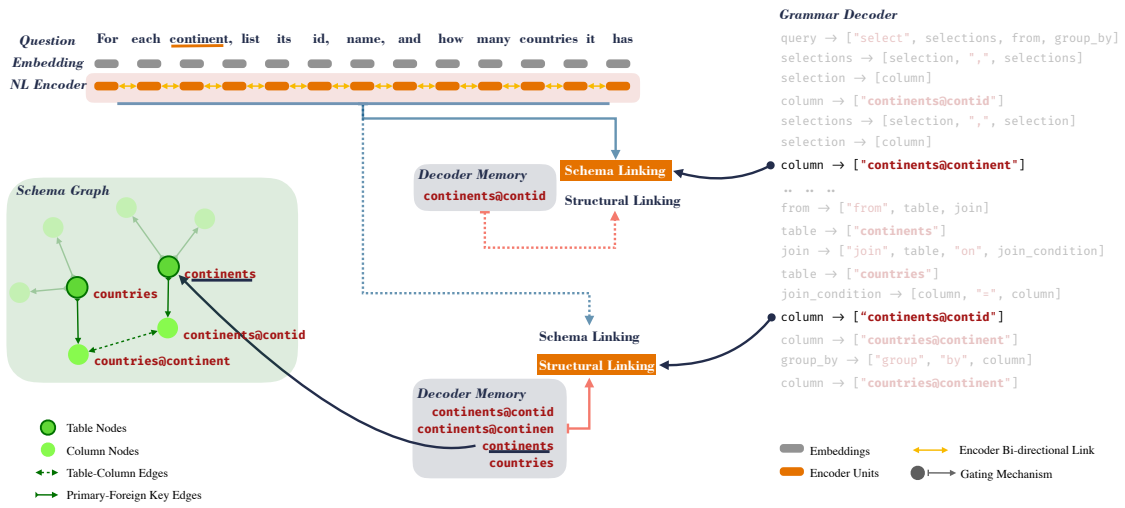 Grammar Decoder
Question For each continent, list its id, name, and how many countries it has
Embedding
NL Encoder
query → ["select", selections, from, group_by]
selections → [selection, ",", selections]
selection → [column]
column → ["continents@contid"]
selections → [selection, ",", selection]
selection → [column]
column → ["continents@continent"]
.. .. ..
from → ["from", table, join]
table → ["continents"]
join → ["join", table, "on", join_condition]
table → ["countries"]
join_condition → [column, "=", column]
column → [“continents@contid"]
column → ["countries@continent"]
group_by → ["group", "by", column]
column → ["countries@continent"]
Decoder Memory
continents@contid
Schema Linking
Structural Linking
Schema Graph
continents
countries
continents@contid
countries@continent
Schema Linking
Structural Linking
Decoder Memory
continents@contid
continents@continen
continents
countries
Table Nodes
Column Nodes
Table-Column Edges
Primary-Foreign Key Edges
Embeddings
Encoder Units
Encoder Bi-directional Link
Gating Mechanism